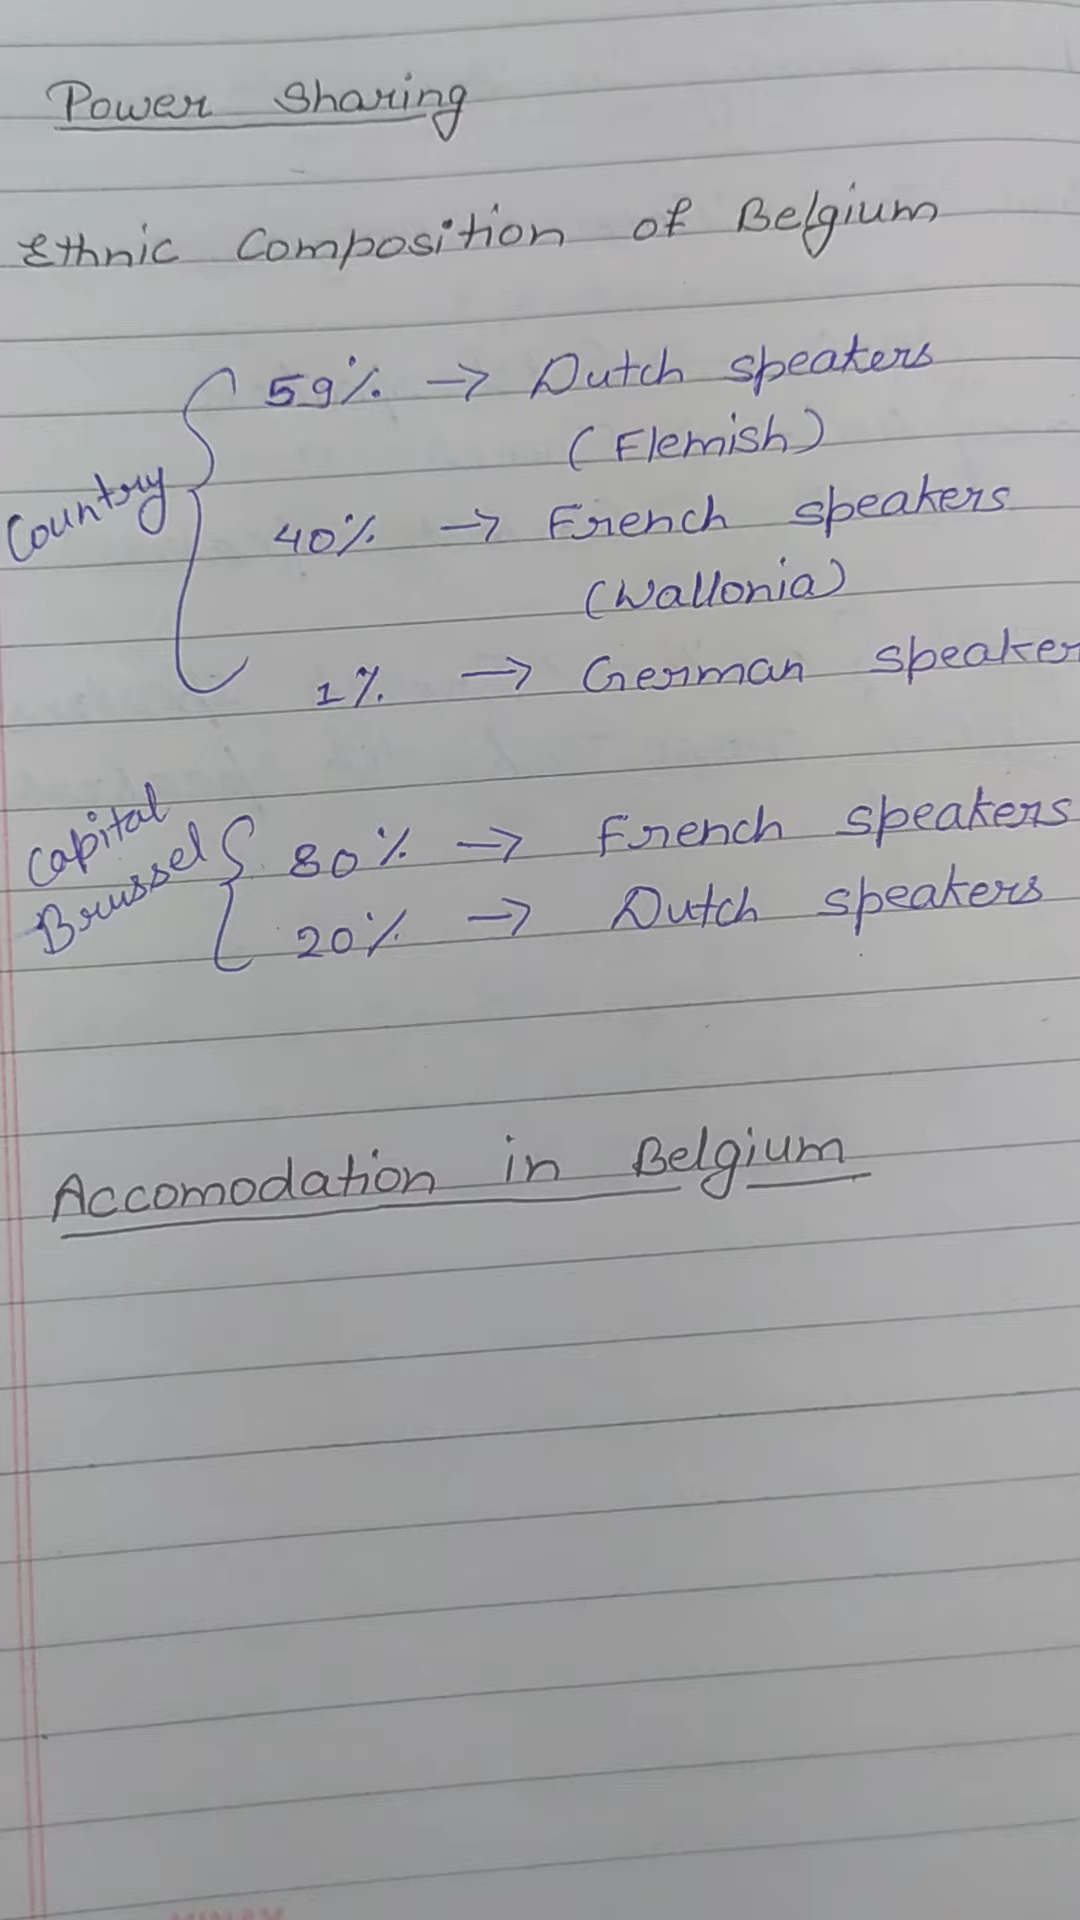 Power Sharing
Ethnic Composition of Belgium
Country
59% → Dutch speakers
(Flemish)
40% → French speakers
(Wallonia)
1% → German speaker
Capital
Brussel
80% → French speakers
20% → Dutch speakers
Accomodation in Belgium